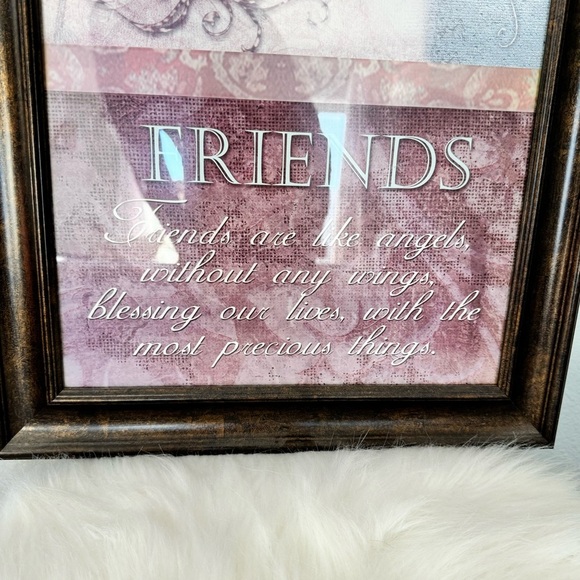 FRIENDS
Friends are like angels,
without any wings,
blessing our lives, with the
most precious things.